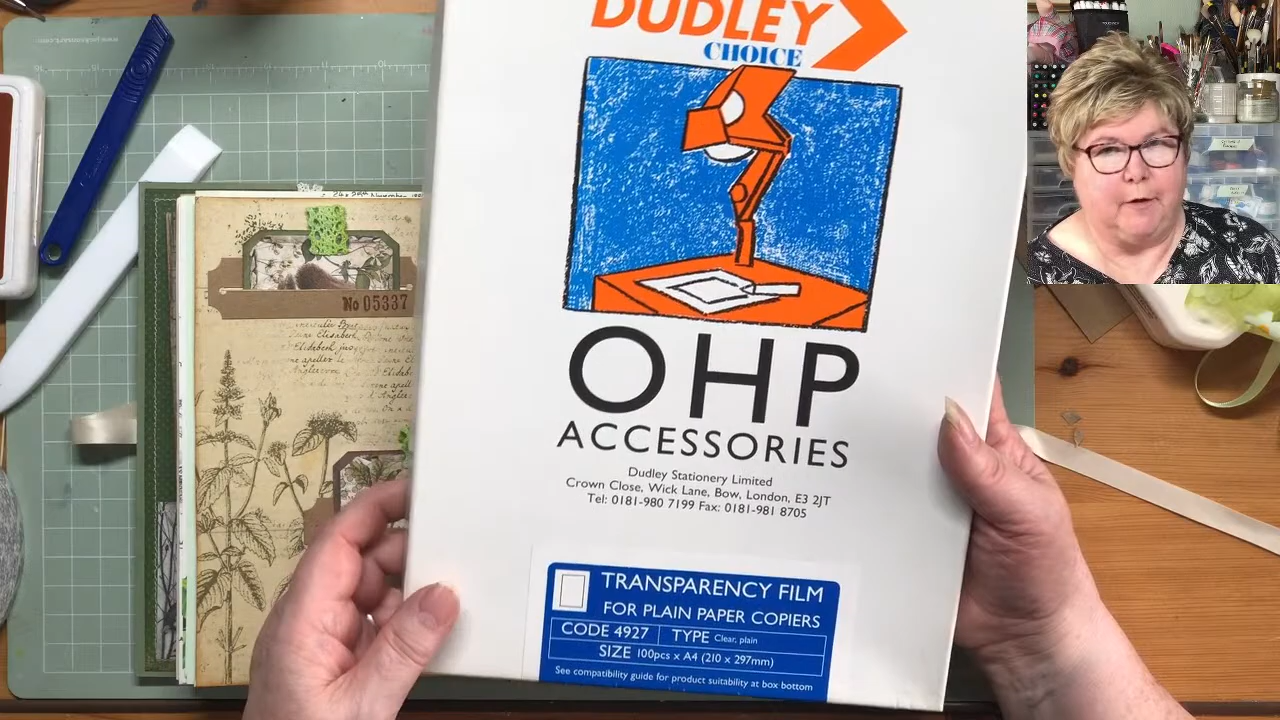 DUDLEY
CHOICE
OHP
ACCESSORIES
Dudley Stationery Limited
Crown Close, Wick Lane, Bow, London, E3 2JT
Tel: 0181-980 7199 Fax: 0181-981 8705
TRANSPARENCY FILM
FOR PLAIN PAPER COPIERS
CODE 4927 TYPE Clear, plain
SIZE 100pcs x A4 (210 x 297mm)
See compatibility guide for product suitability at box bottom
No 05337